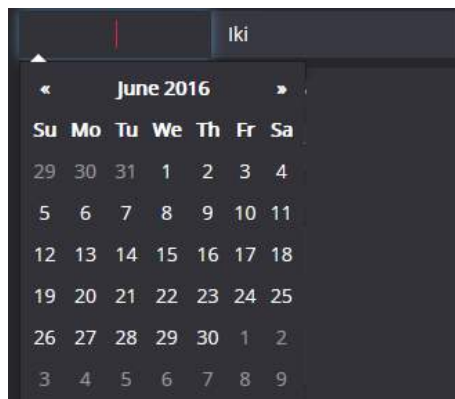 Iki
« June 2016 »
Su Mo Tu We Th Fr Sa
29 30 31 1 2 3 4
5 6 7 8 9 10 11
12 13 14 15 16 17 18
19 20 21 22 23 24 25
26 27 28 29 30 1 2
3 4 5 6 7 8 9